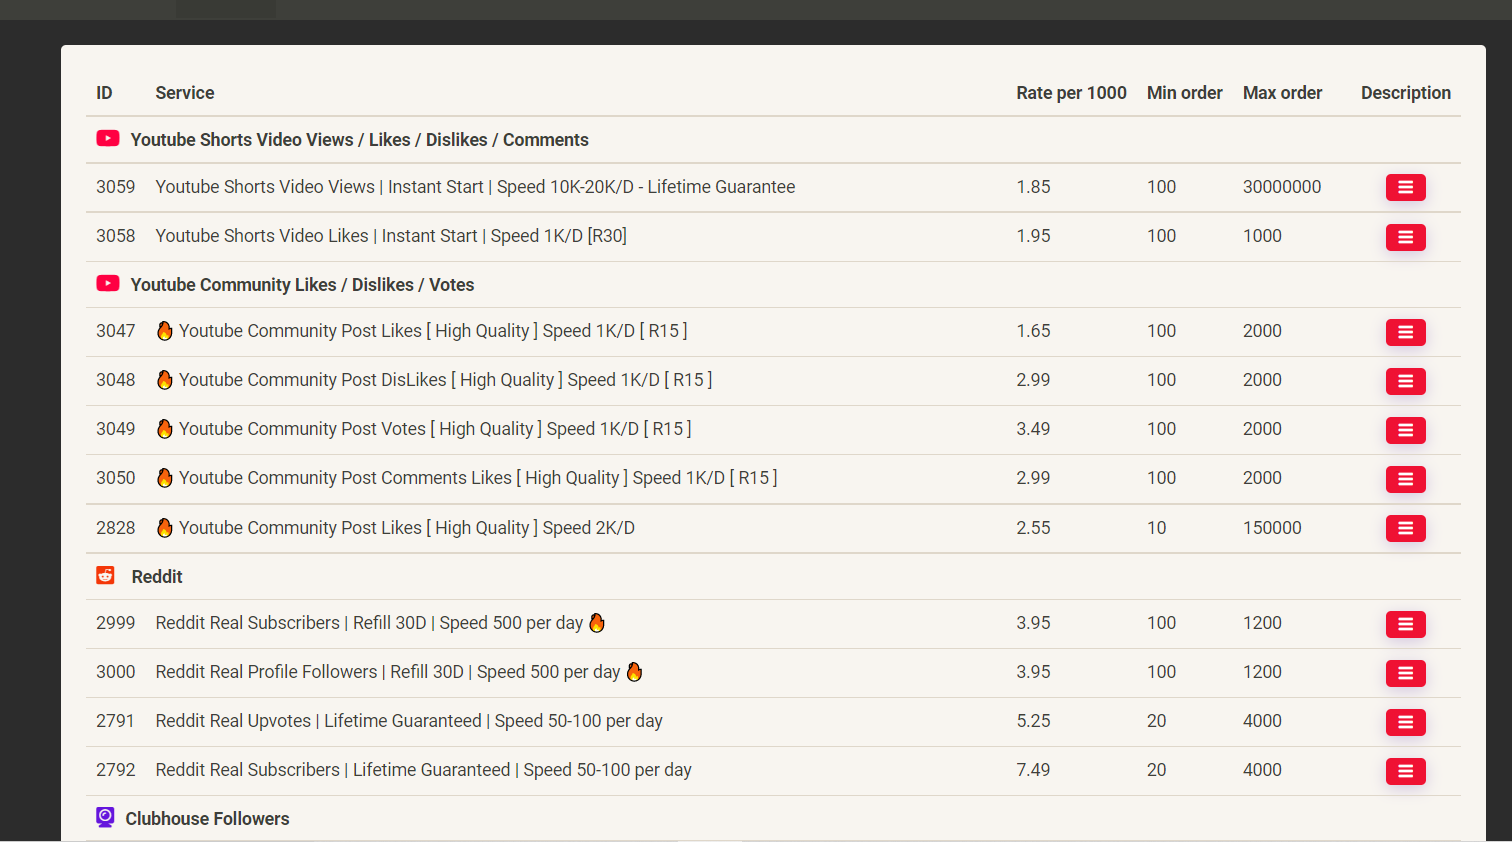 ID Service Rate per 1000 Min order Max order Description
Youtube Shorts Video Views / Likes / Dislikes / Comments
3059 Youtube Shorts Video Views | Instant Start | Speed 10K-20K/D - Lifetime Guarantee 1.85 100 30000000
3058 Youtube Shorts Video Likes | Instant Start | Speed 1K/D [R30] 1.95 100 1000
Youtube Community Likes / Dislikes / Votes
3047 🔥 Youtube Community Post Likes [ High Quality ] Speed 1K/D [ R15 ] 1.65 100 2000
3048 🔥 Youtube Community Post DisLikes [ High Quality ] Speed 1K/D [ R15 ] 2.99 100 2000
3049 🔥 Youtube Community Post Votes [ High Quality ] Speed 1K/D [ R15 ] 3.49 100 2000
3050 🔥 Youtube Community Post Comments Likes [ High Quality ] Speed 1K/D [ R15 ] 2.99 100 2000
2828 🔥 Youtube Community Post Likes [ High Quality ] Speed 2K/D 2.55 10 150000
Reddit
2999 Reddit Real Subscribers | Refill 30D | Speed 500 per day 🔥 3.95 100 1200
3000 Reddit Real Profile Followers | Refill 30D | Speed 500 per day 🔥 3.95 100 1200
2791 Reddit Real Upvotes | Lifetime Guaranteed | Speed 50-100 per day 5.25 20 4000
2792 Reddit Real Subscribers | Lifetime Guaranteed | Speed 50-100 per day 7.49 20 4000
Clubhouse Followers